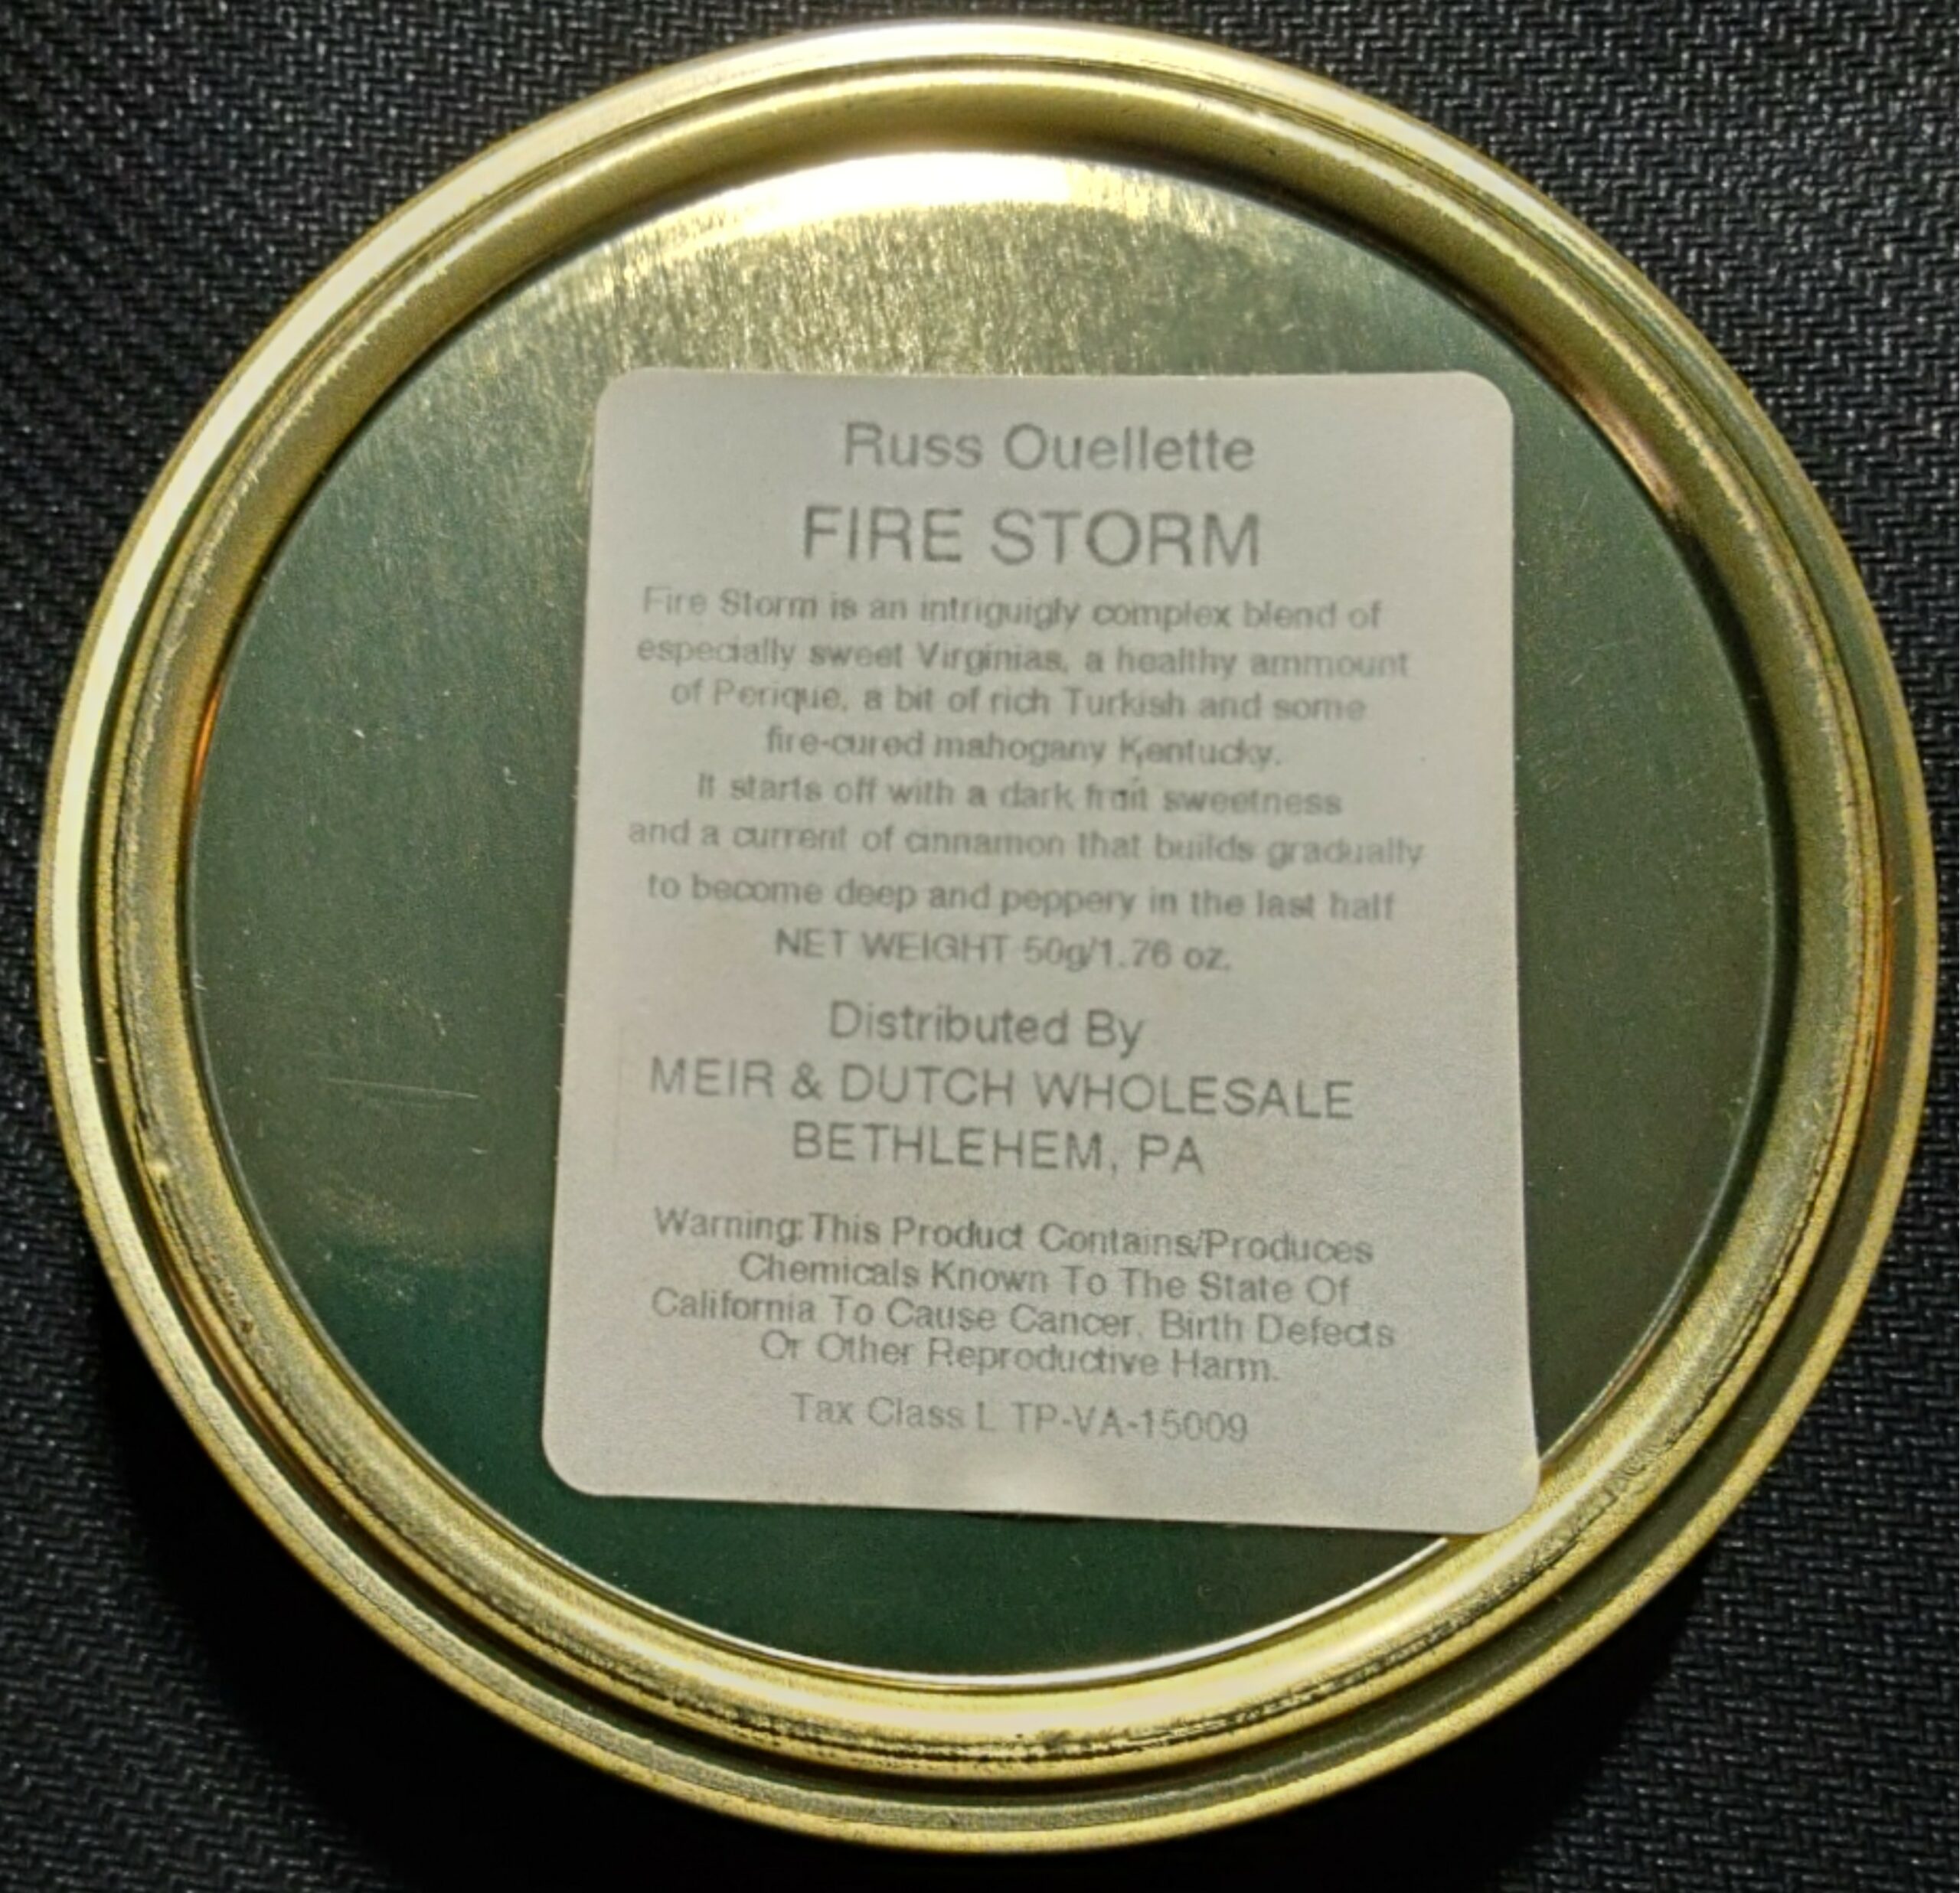 Russ Ouellette
FIRE STORM
Fire Storm is an intriguigly complex blend of
especially sweet Virginias, a healthy ammount
of Perique, a bit of rich Turkish and some
fire-cured mahogany Kentucky.
It starts off with a dark fruit sweetness
and a current of cinnamon that builds gradually
to become deep and peppery in the last half
NET WEIGHT 50g/1.76 oz.
Distributed By
MEIR & DUTCH WHOLESALE
BETHLEHEM, PA
Warning:This Product Contains/Produces
Chemicals Known To The State Of
California To Cause Cancer, Birth Defects
Or Other Reproductive Harm.
Tax Class L TP-VA-15009